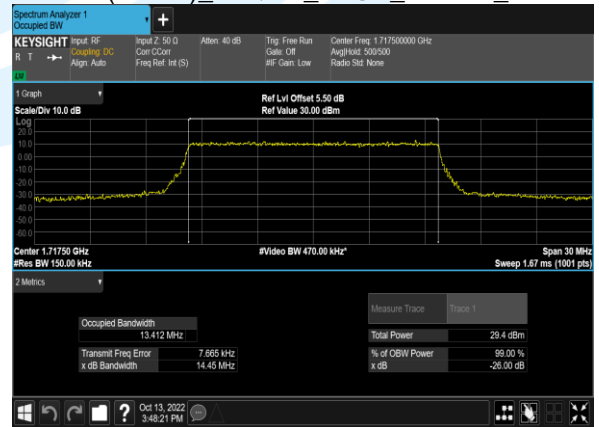 Spectrum Analyzer 1
Occupied BW
+
KEYSIGHT Input: RF Input Z: 50 Ω Atten: 40 dB Trig: Free Run Center Freq: 1.717500000 GHz
R T Coupling: DC Corr CCorr Gate: Off Avg|Hold: 500/500
Align: Auto Freq Ref: Int (S) #IF Gain: Low Radio Std: None
1 Graph
Ref Lvl Offset 5.50 dB
Scale/Div 10.0 dB Ref Value 30.00 dBm
Log
20.0
10.0
0.00
-10.0
-20.0
-30.0
-40.0
-50.0
-60.0
Center 1.71750 GHz #Video BW 470.00 kHz* Span 30 MHz
#Res BW 150.00 kHz Sweep 1.67 ms (1001 pts)
2 Metrics
Measure Trace Trace 1
Occupied Bandwidth
13.412 MHz Total Power 29.4 dBm
Transmit Freq Error 7.665 kHz % of OBW Power 99.00 %
x dB Bandwidth 14.45 MHz x dB -26.00 dB
? Oct 13, 2022
3:48:21 PM